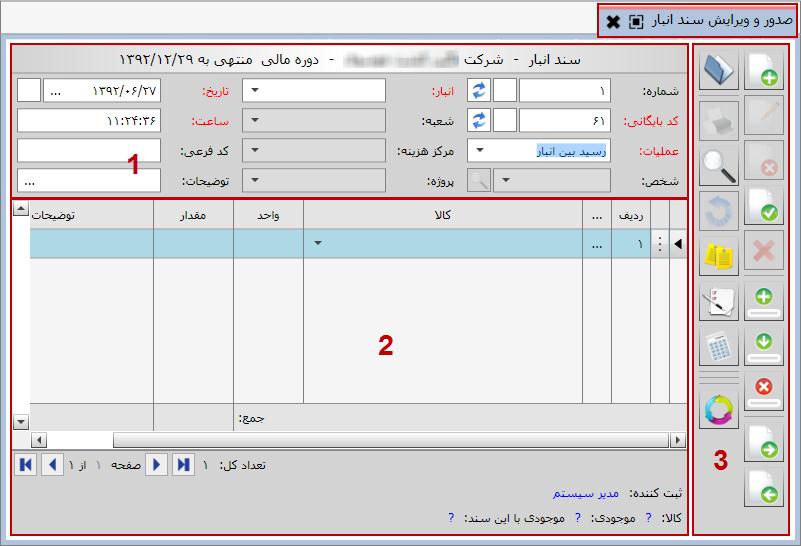 صدور و ویرایش سند انبار
سند انبار - شرکت - دوره مالی منتهی به ۱۳۹۲/۱۲/۲۹
شماره: ۱ انبار: تاریخ: ۱۳۹۲/۰۶/۲۷ ...
کد بایگانی: ۶۱ شعبه: ساعت: ۱۱:۲۴:۳۶
عملیات: رسید بین انبار مرکز هزینه: کد فرعی:
شخص: پروژه: توضیحات: ...
1
ردیف ... کالا واحد مقدار توضیحات
۱ ...
2
جمع:
تعداد کل: ۱ صفحه ۱ از ۱
3
ثبت کننده: مدیر سیستم
کالا: ? موجودی: ? موجودی با این سند: ?